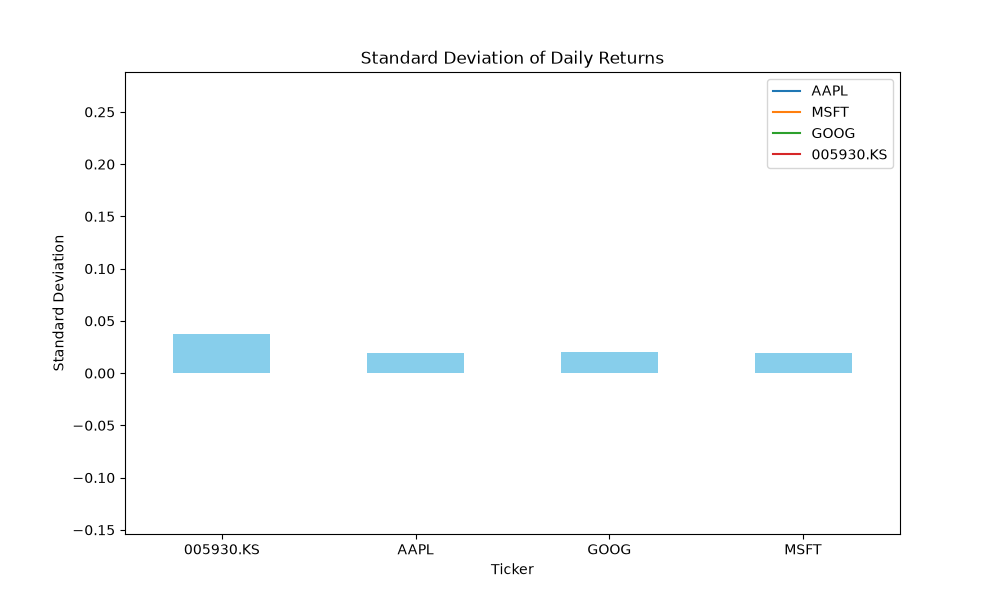 Standard Deviation of Daily Returns
AAPL
MSFT
GOOG
005930.KS
Standard Deviation
0.25
0.20
0.15
0.10
0.05
0.00
−0.05
−0.10
−0.15
005930.KS
AAPL
GOOG
MSFT
Ticker